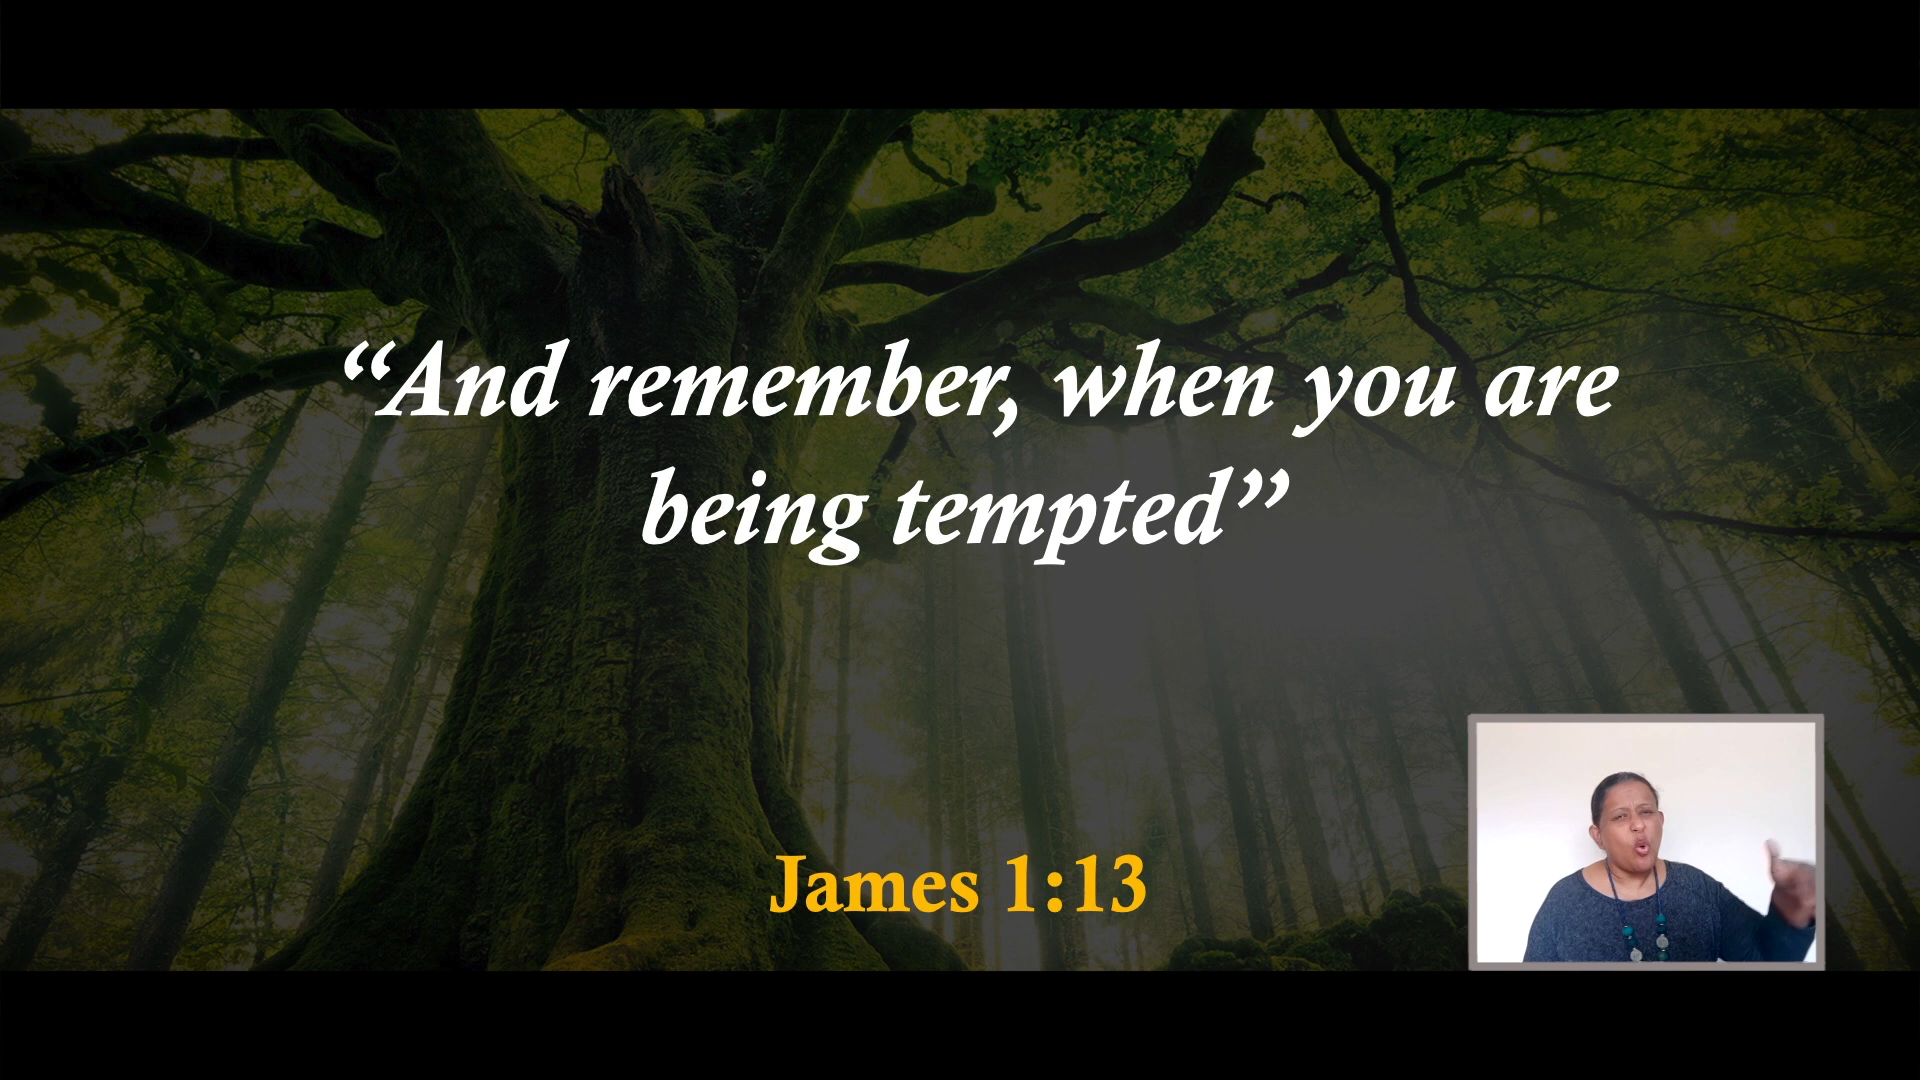 “And remember, when you are
being tempted”
James 1:13